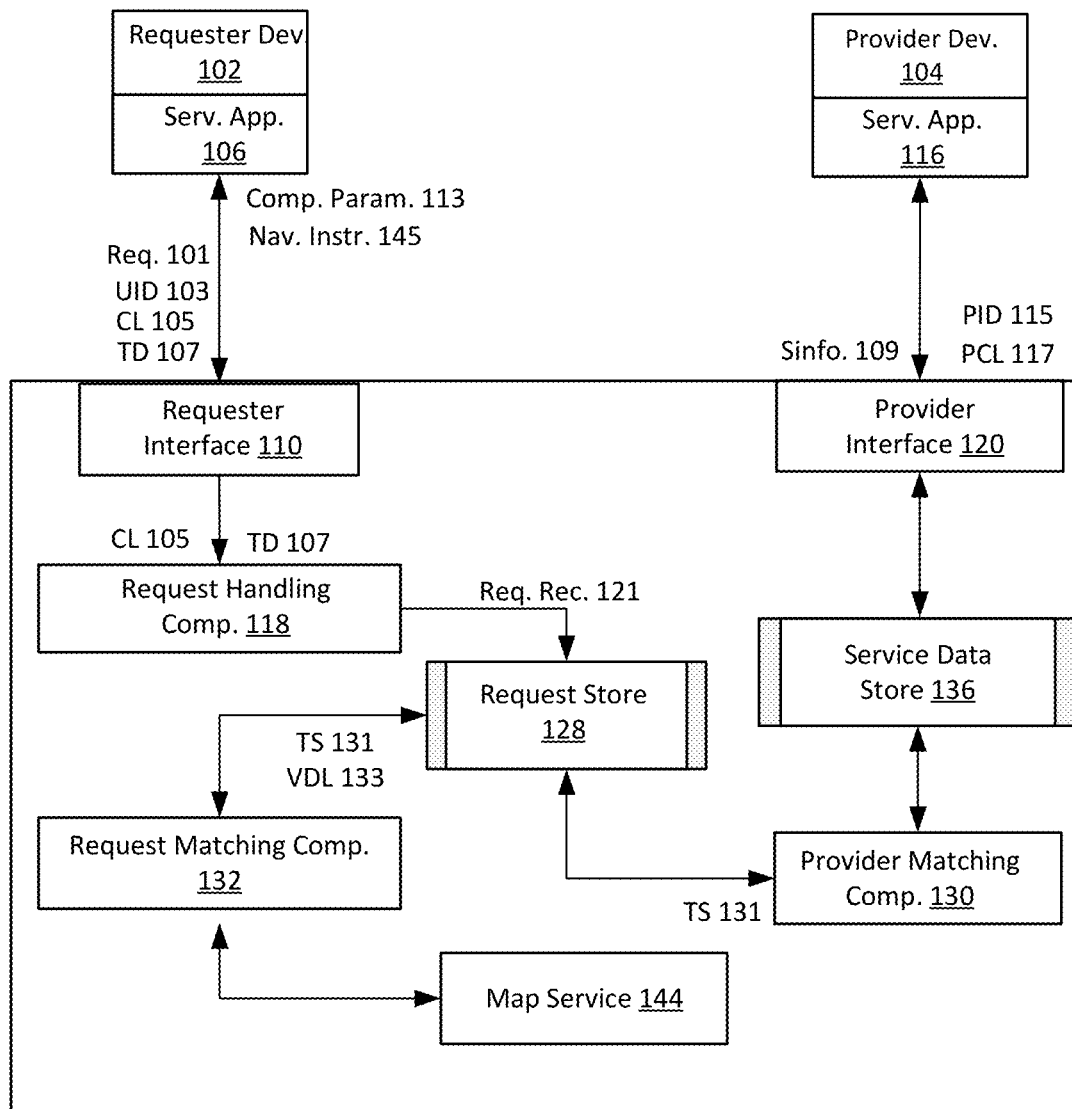 Requester Dev.
102
Serv. App.
106
Provider Dev.
104
Serv. App.
116
Comp. Param. 113
Nav. Instr. 145
Req. 101
UID 103
CL 105
TD 107
Sinfo. 109
PID 115
PCL 117
Requester
Interface 110
Provider
Interface 120
CL 105
TD 107
Request Handling
Comp. 118
Req. Rec. 121
Request Store
128
Service Data
Store 136
TS 131
VDL 133
Request Matching Comp.
132
Provider Matching
Comp. 130
TS 131
Map Service 144